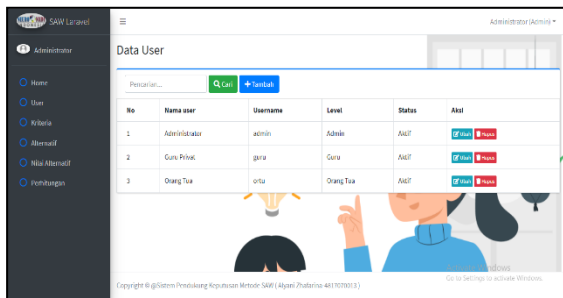 SAW Laravel
Administrator (Admin)
Administrator
Data User
Home
User
Kriteria
Alternatif
Nilai Alternatif
Perhitungan
Pencarian...
Cari
+ Tambah
No Nama user Username Level Status Aksi
1 Administrator admin Admin Aktif Ubah Hapus
2 Guru Privat guru Guru Aktif Ubah Hapus
3 Orang Tua ortu Orang Tua Aktif Ubah Hapus
Go to Settings to activate Windows.
Copyright © @Sistem Pendukung Keputusan Metode SAW ( Alyani Zhafarina 4817070013 )